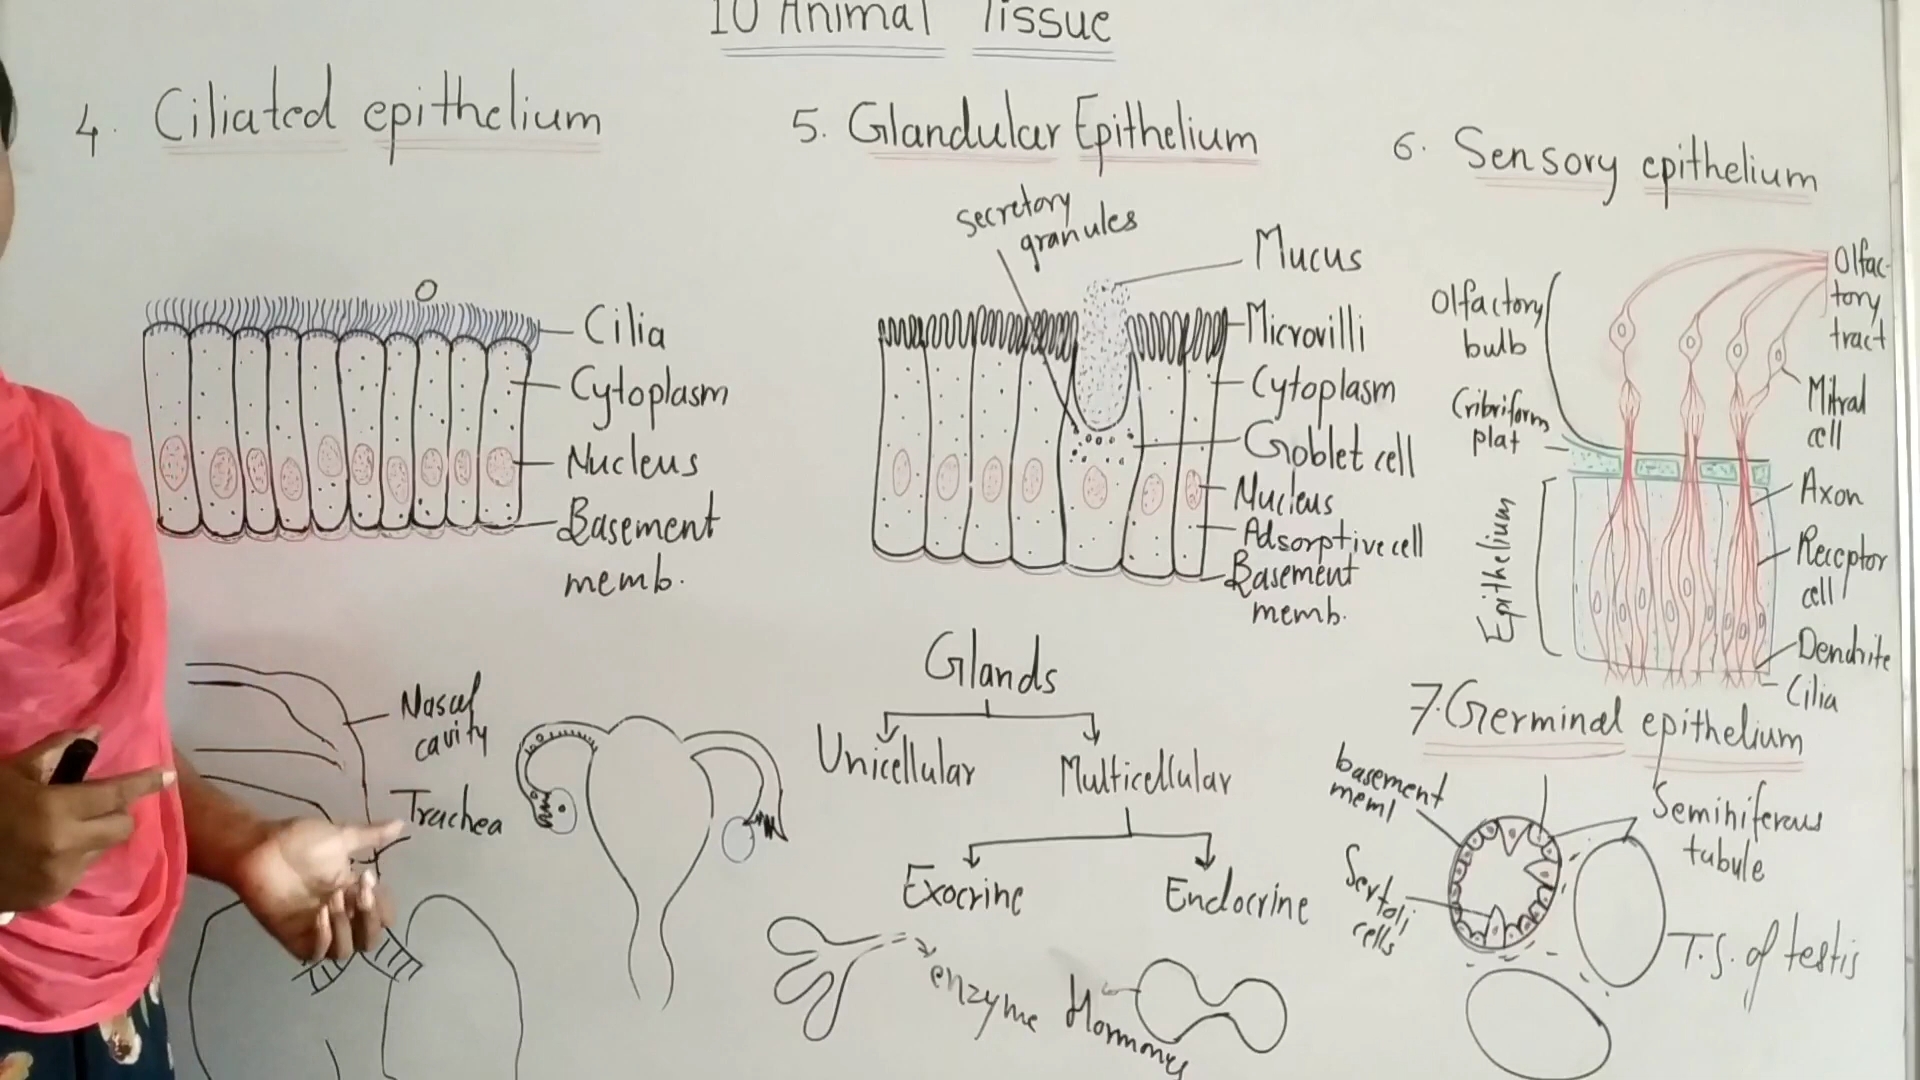 10 Animal Tissue
4. Ciliated epithelium
Cilia
Cytoplasm
Nucleus
Basement
memb.
Nasal
cavity
Trachea
5. Glandular Epithelium
secretory
granules
Mucus
Microvilli
Cytoplasm
Goblet cell
Nucleus
Adsorptive cell
Basement
memb.
Glands
Unicellular
Multicellular
Exocrine
Endocrine
enzyme
Hormones
6. Sensory epithelium
Olfactory
bulb
Cribriform
plat
Epithelium
Olfac-
tory
tract
Mitral
cell
Axon
Receptor
cell
Dendrite
Cilia
7. Germinal epithelium
basement
meml
Sertoli
cells
Semihiferous
tubule
T.S. of testis